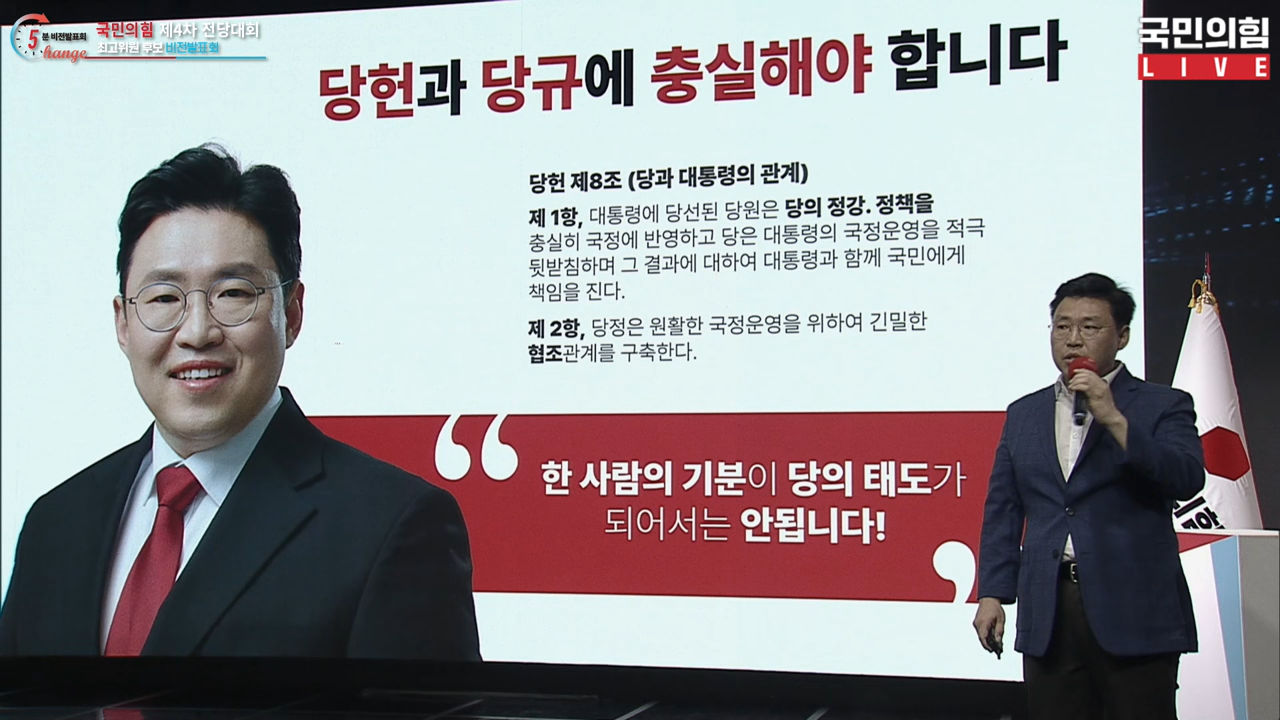 5
분 비전발표회
hange
국민의힘 제4차 전당대회
최고위원 후보 비전발표회
국민의힘
LIVE
당헌과 당규에 충실해야 합니다
당헌 제8조 (당과 대통령의 관계)
제 1항, 대통령에 당선된 당원은 당의 정강. 정책을
충실히 국정에 반영하고 당은 대통령의 국정운영을 적극
뒷받침하며 그 결과에 대하여 대통령과 함께 국민에게
책임을 진다.
제 2항, 당정은 원활한 국정운영을 위하여 긴밀한
협조관계를 구축한다.
“한 사람의 기분이 당의 태도가
되어서는 안됩니다!”